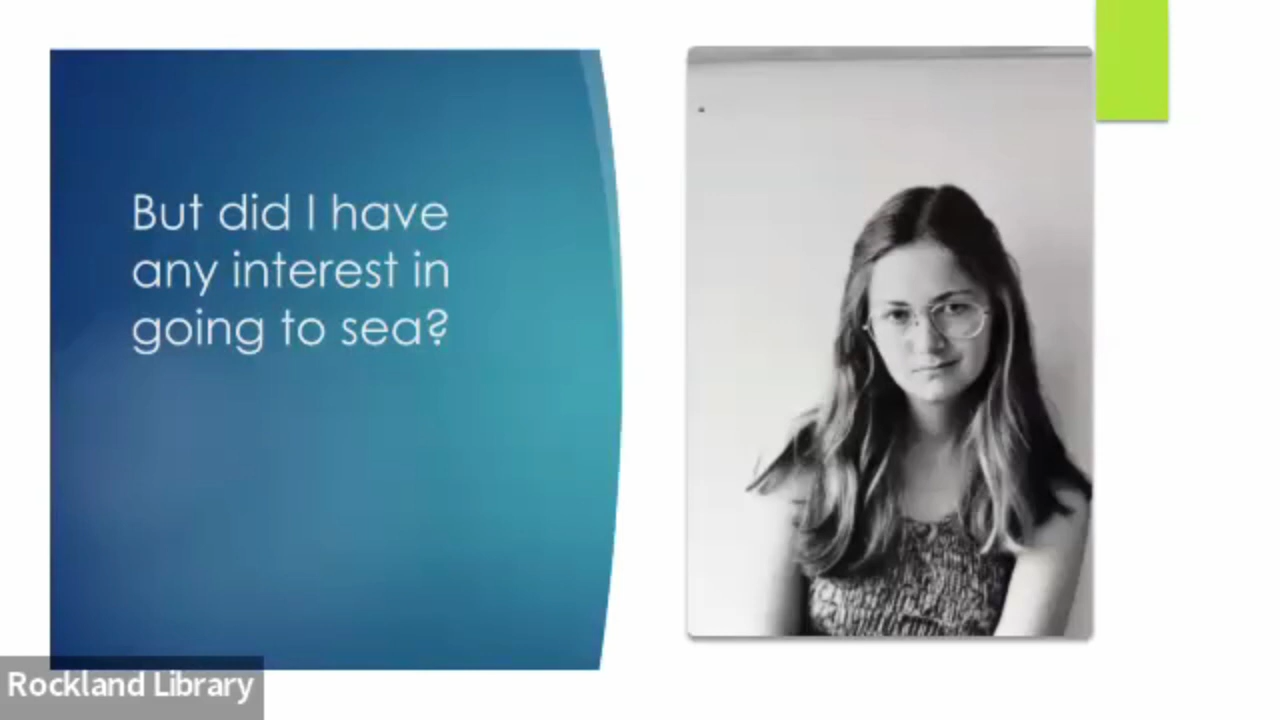 But did I have
any interest in
going to sea?
Rockland Library